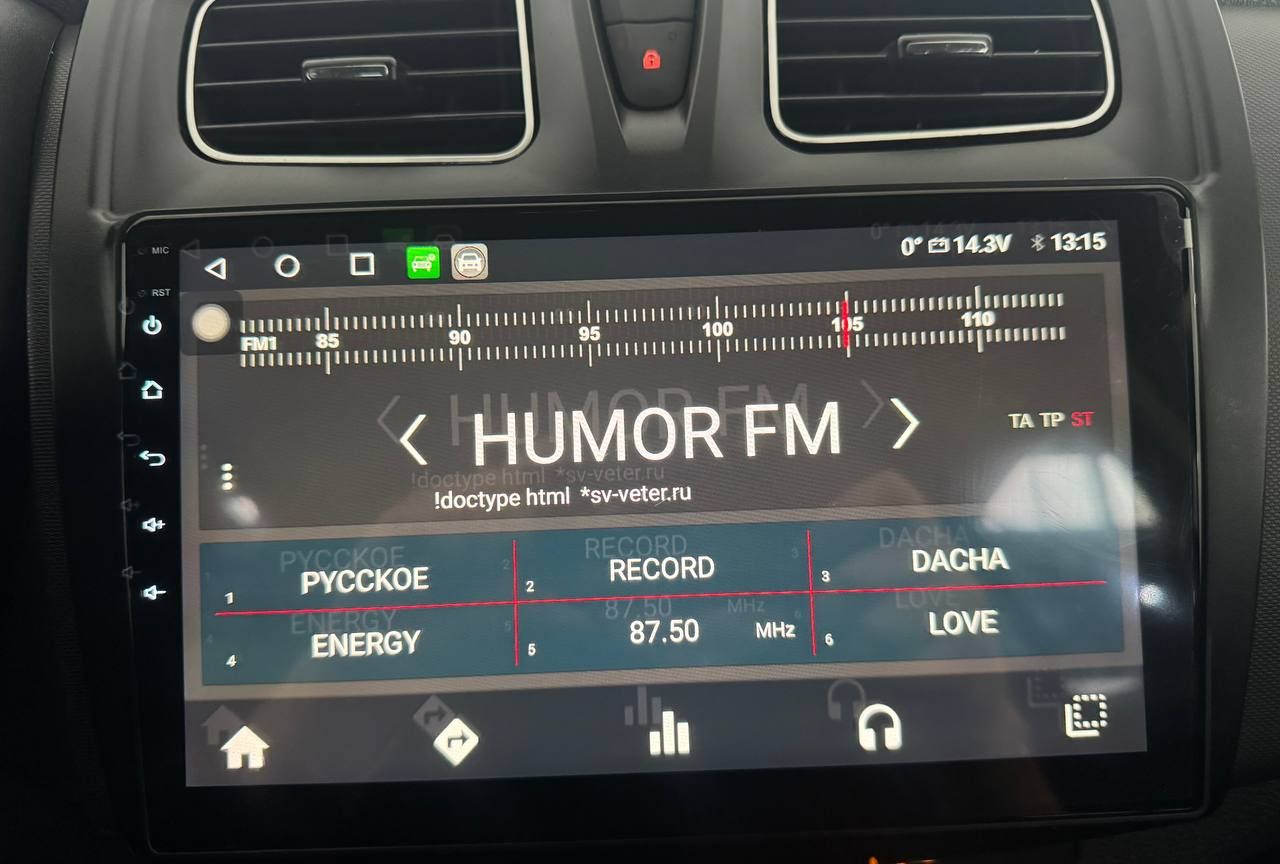 MIC
0° 14.3V 13:15
RST
FM1 85 90 95 100 105 110
HUMOR FM
TA TP ST
!doctype html *sv-veter.ru
1 РУССКОЕ
2 RECORD
3 DACHA
4 ENERGY
5 87.50 MHz
6 LOVE